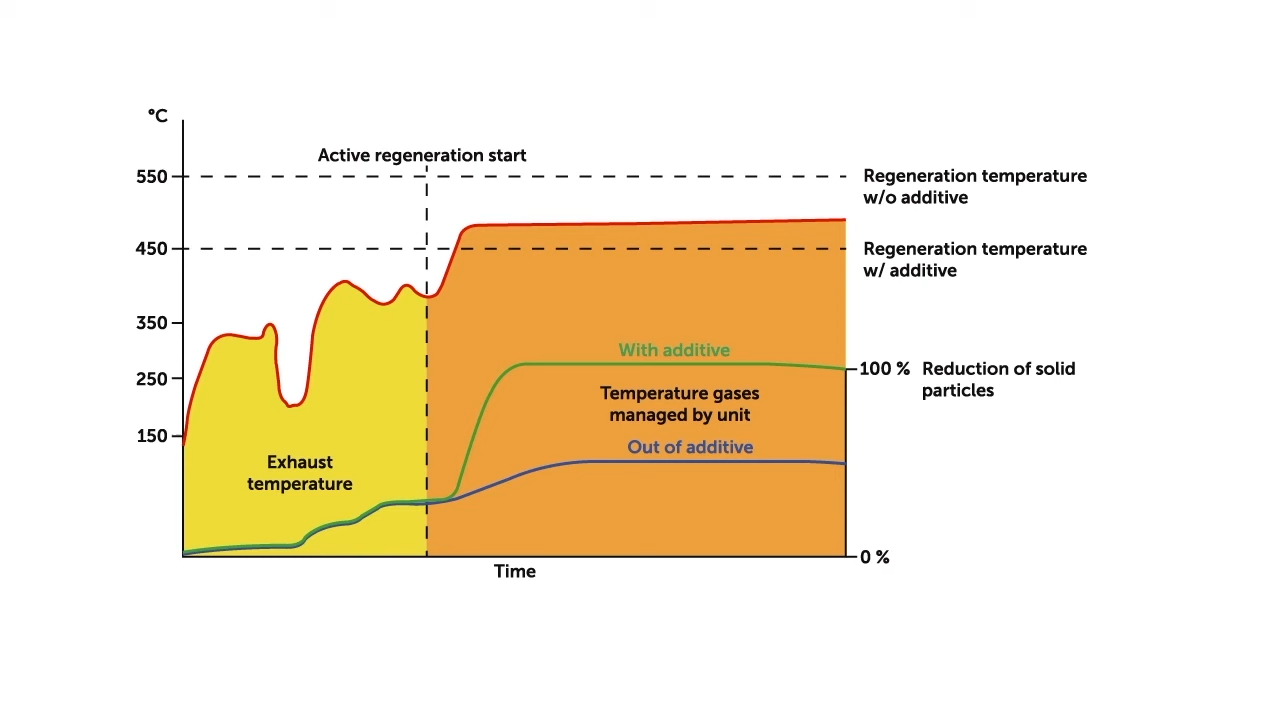 °C
Active regeneration start
550
Regeneration temperature
w/o additive
450
Regeneration temperature
w/ additive
350
With additive
100 %
Reduction of solid
particles
250
Temperature gases
managed by unit
150
Out of additive
Exhaust
temperature
0 %
Time